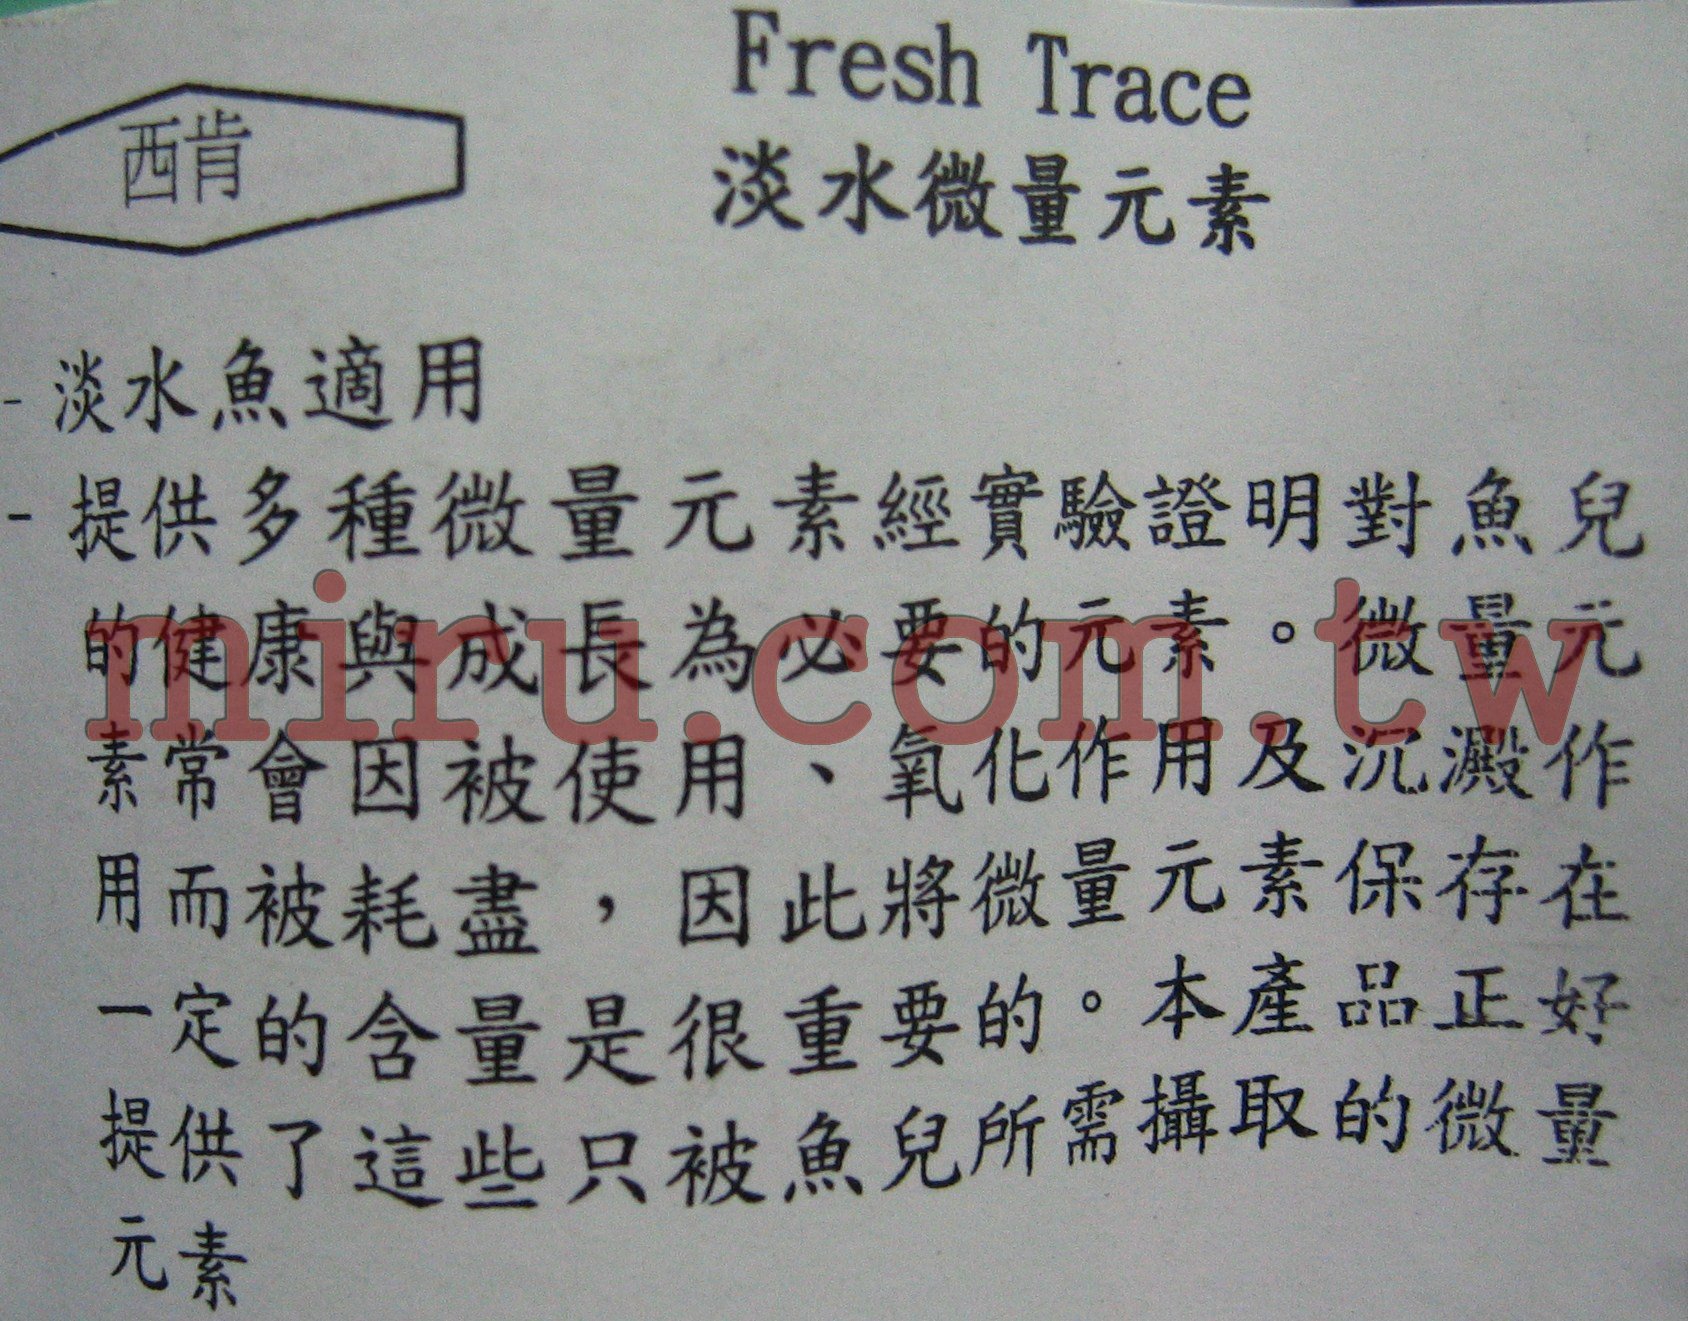 Fresh Trace
西肯
淡水微量元素
- 淡水魚適用
- 提供多種微量元素經實驗證明對魚兒
的健康與成長為必要的元素。微量元
miru.com.tw
素常會因被使用、氧化作用及沉澱作
用而被耗盡，因此將微量元素保存在
一定的含量是很重要的。本產品正好
提供了這些只被魚兒所需攝取的微量
元素